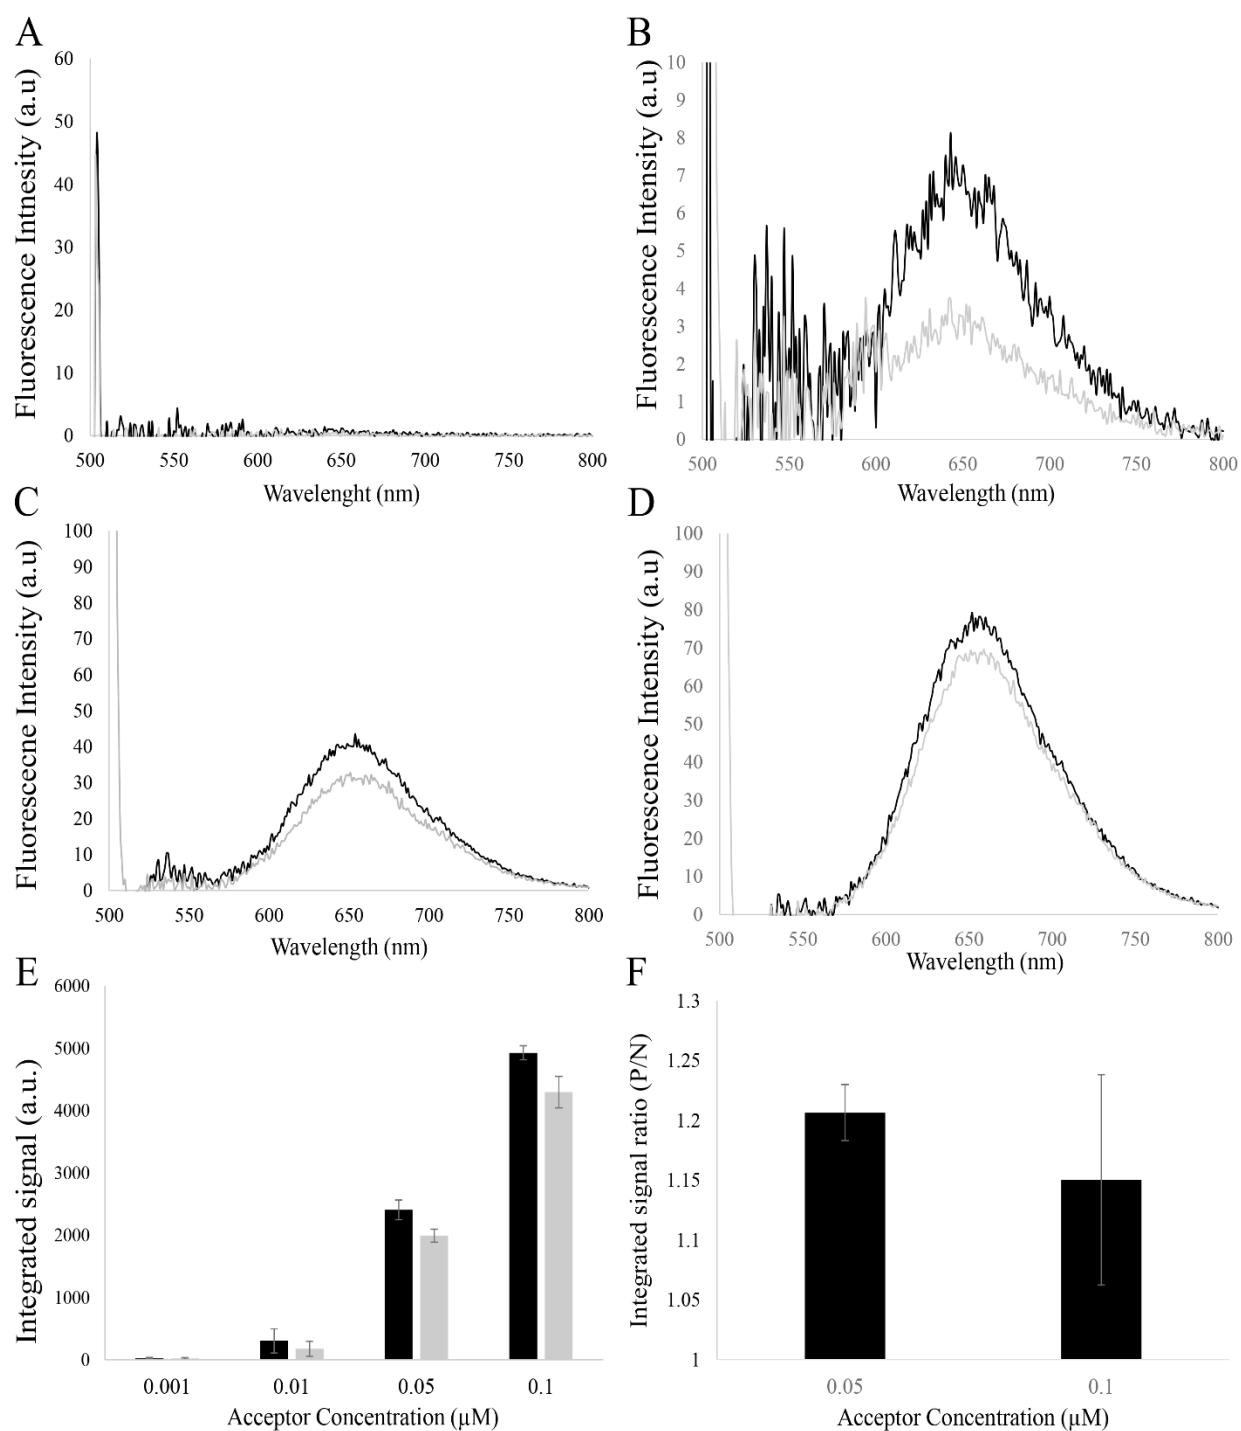 A
Fluorescence Intnesity (a.u)
60
50
40
30
20
10
0
500 550 600 650 700 750 800
Wavelenght (nm)
B
Fluorescence Intensity (a.u)
10
9
8
7
6
5
4
3
2
1
0
500 550 600 650 700 750 800
Wavelength (nm)
C
Fluorescecne Intensity (a.u)
100
90
80
70
60
50
40
30
20
10
0
500 550 600 650 700 750 800
Wavelength (nm)
D
Fluorescence Intensity (a.u)
100
90
80
70
60
50
40
30
20
10
0
500 550 600 650 700 750 800
Wavelength (nm)
E
Integrated signal (a.u.)
6000
5000
4000
3000
2000
1000
0
0.001 0.01 0.05 0.1
Acceptor Concentration (µM)
F
Integrated signal ratio (P/N)
1.3
1.25
1.2
1.15
1.1
1.05
1
0.05 0.1
Acceptor Concentration (µM)